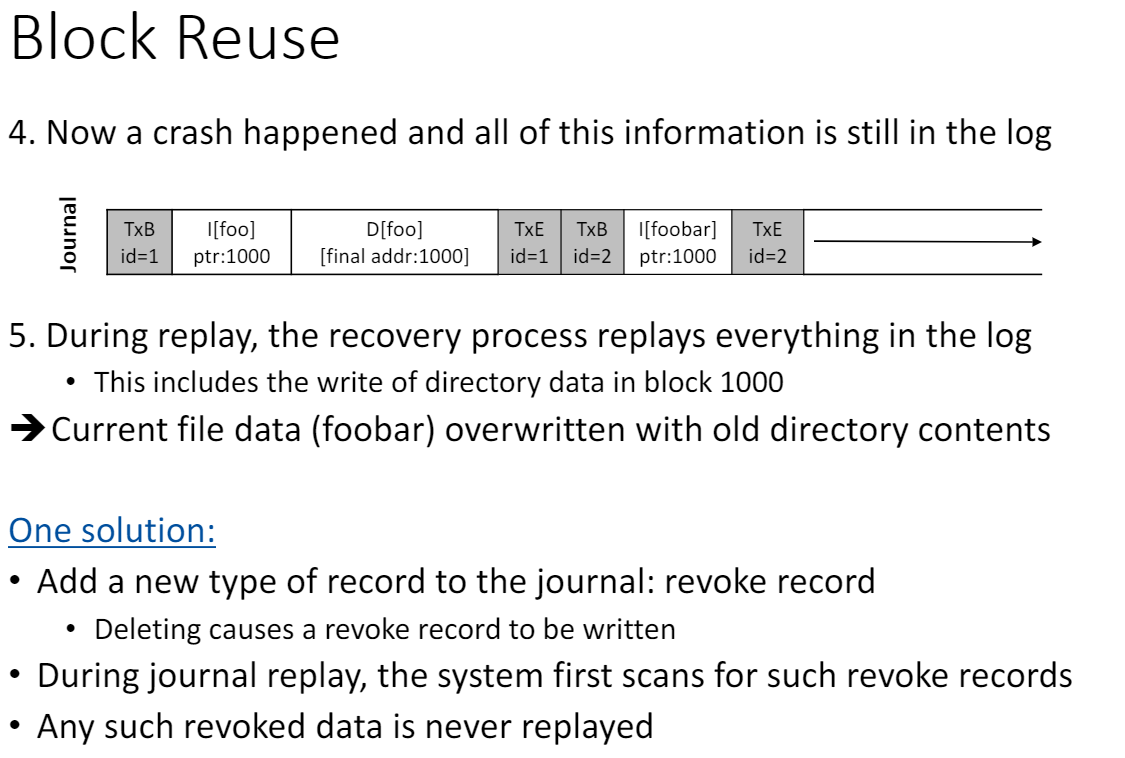 Block Reuse
4. Now a crash happened and all of this information is still in the log
Journal
TxB I[foo] D[foo] TxE TxB I[foobar] TxE
id=1 ptr:1000 [final addr:1000] id=1 id=2 ptr:1000 id=2
5. During replay, the recovery process replays everything in the log
• This includes the write of directory data in block 1000
➔ Current file data (foobar) overwritten with old directory contents
One solution:
• Add a new type of record to the journal: revoke record
• Deleting causes a revoke record to be written
• During journal replay, the system first scans for such revoke records
• Any such revoked data is never replayed